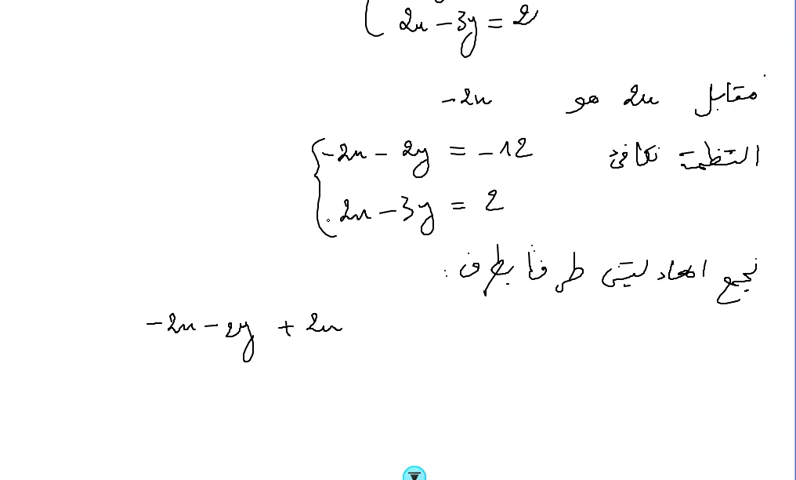 2x - 3y = 2
مقابل 2x هو -2x
النظمة تكافئ -2x - 2y = -12
2x - 3y = 2
نجمع المعادلتين طرفا بطرف :
-2x - 2y + 2x